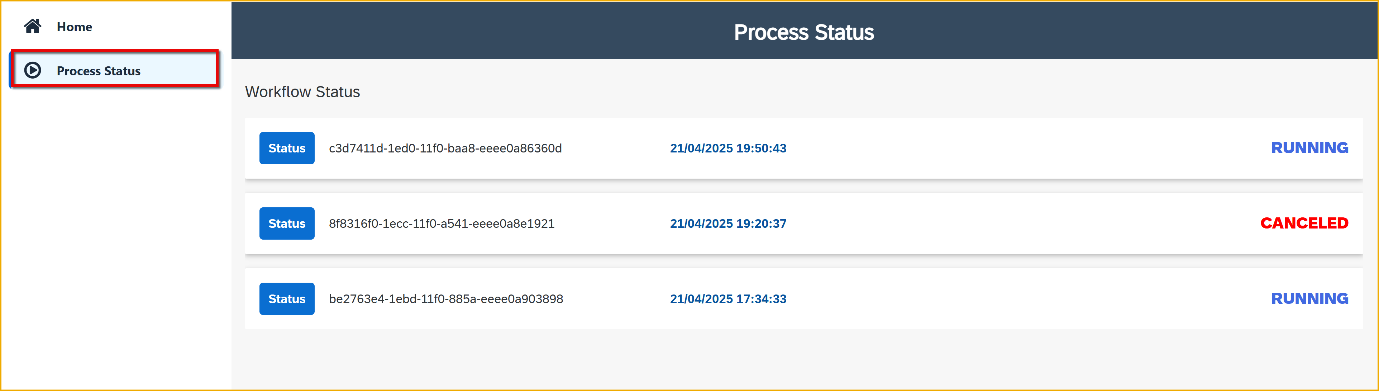 Home
Process Status
Process Status
Workflow Status
Status c3d7411d-1ed0-11f0-baa8-eeee0a86360d 21/04/2025 19:50:43 RUNNING
Status 8f8316f0-1ecc-11f0-a541-eeee0a8e1921 21/04/2025 19:20:37 CANCELED
Status be2763e4-1ebd-11f0-885a-eeee0a903898 21/04/2025 17:34:33 RUNNING